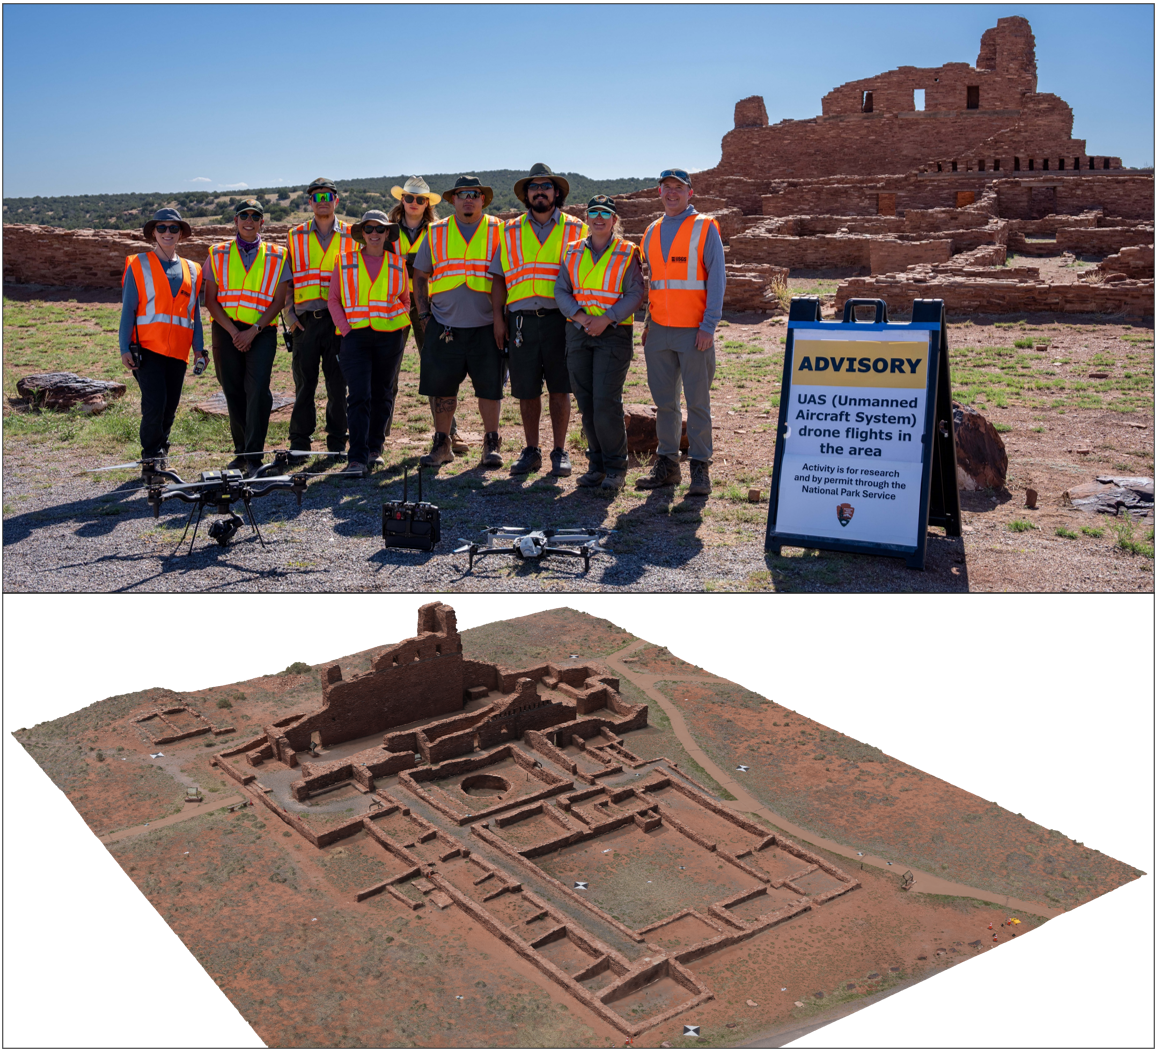 ADVISORY
UAS (Unmanned
Aircraft System)
drone flights in
the area
Activity is for research
and by permit through the
National Park Service
USGS